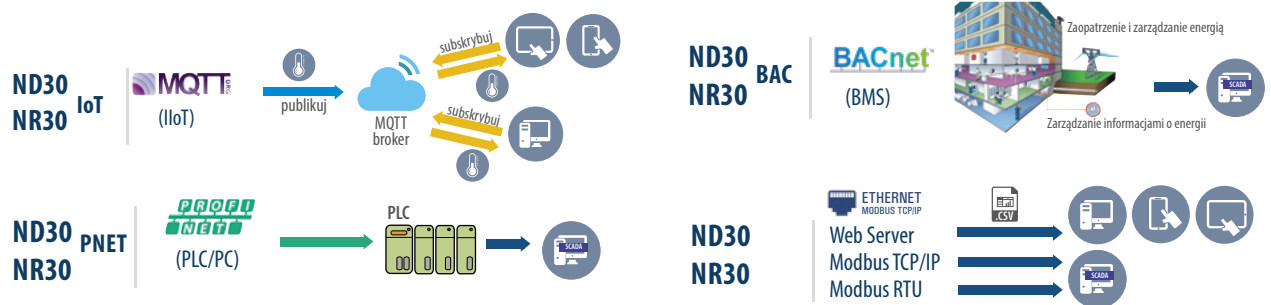 ND30
NR30
IoT
MQTT.ORG
(IIoT)
publikuj
MQTT
broker
subskrybuj
subskrybuj
ND30
NR30
BAC
BACnet™
(BMS)
Zaopatrzenie i zarządzanie energią
Zarządzanie informacjami o energii
SCADA
ND30
NR30
PNET
PROFI
NET
(PLC/PC)
PLC
SCADA
ND30
NR30
ETHERNET
MODBUS TCP/IP
.CSV
Web Server
Modbus TCP/IP
Modbus RTU
SCADA